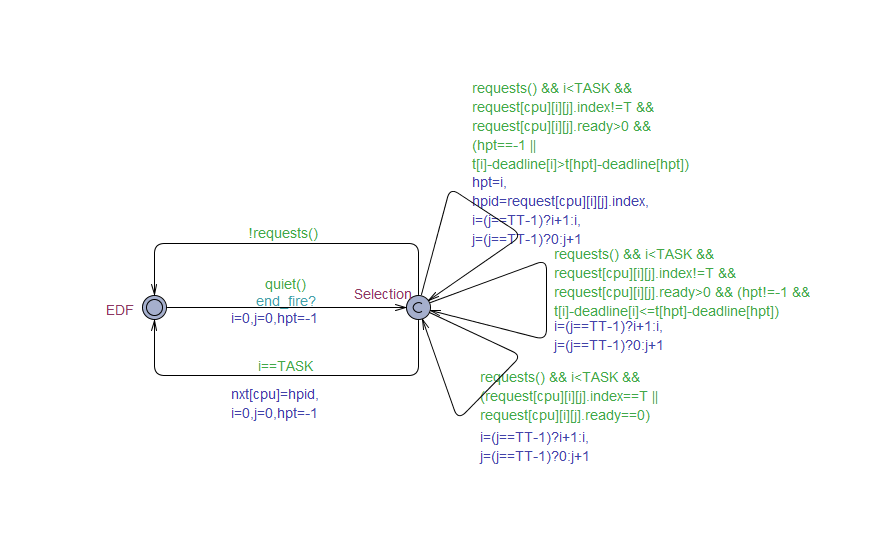 requests() && i<TASK &&
request[cpu][i][j].index!=T &&
request[cpu][i][j].ready>0 &&
(hpt==-1 ||
t[i]-deadline[i]>t[hpt]-deadline[hpt])
hpt=i,
hpid=request[cpu][i][j].index,
i=(j==TT-1)?i+1:i,
j=(j==TT-1)?0:j+1
!requests()
requests() && i<TASK &&
request[cpu][i][j].index!=T &&
request[cpu][i][j].ready>0 && (hpt!=-1 &&
t[i]-deadline[i]<=t[hpt]-deadline[hpt])
i=(j==TT-1)?i+1:i,
j=(j==TT-1)?0:j+1
quiet()
end_fire?
i=0,j=0,hpt=-1
EDF
Selection
C
i==TASK
nxt[cpu]=hpid,
i=0,j=0,hpt=-1
requests() && i<TASK &&
(request[cpu][i][j].index==T ||
request[cpu][i][j].ready==0)
i=(j==TT-1)?i+1:i,
j=(j==TT-1)?0:j+1